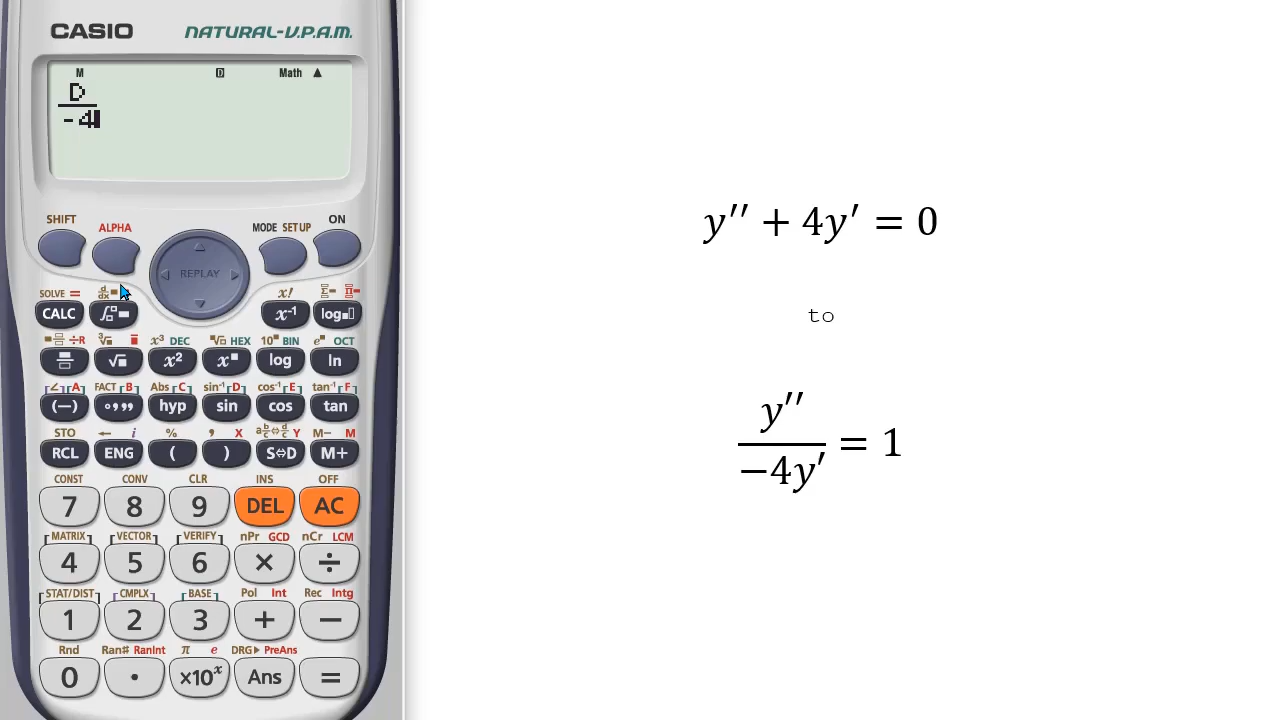 CASIO NATURAL-V.P.A.M.
M D Math ▲
D
-4
y′′ + 4y′ = 0
to
y′′
−4y′ = 1
SHIFT ALPHA MODE SETUP ON
REPLAY
SOLVE = d/dx x! Σ Π
CALC ∫ x⁻¹ log
÷R ³√ x³ DEC √ HEX 10 BIN e OCT
√ x² x log ln
∠ A FACT B Abs C sin⁻¹ D cos⁻¹ E tan⁻¹ F
(−) °,,, hyp sin cos tan
STO ← i % , X a b/c⇔d/c Y M− M
RCL ENG ( ) S⇔D M+
CONST CONV CLR INS OFF
7 8 9 DEL AC
MATRIX VECTOR VERIFY nPr GCD nCr LCM
4 5 6 × ÷
STAT/DIST CMPLX BASE Pol Int Rec Intg
1 2 3 + −
Rnd Ran# RanInt π e DRG▶ PreAns
0 • ×10ˣ Ans =